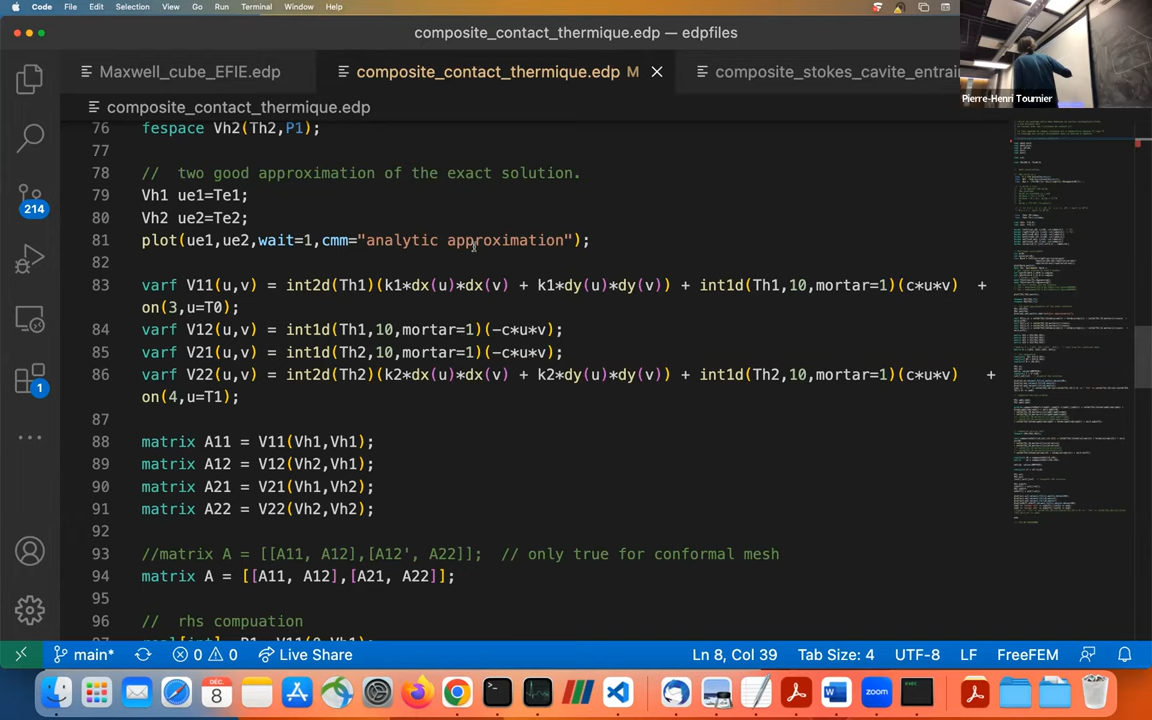 Code File Edit Selection View Go Run Terminal Window Help
composite_contact_thermique.edp — edpfiles
Maxwell_cube_EFIE.edp composite_contact_thermique.edp M composite_stokes_cavite_entrai
composite_contact_thermique.edp
Pierre-Henri Tournier
76 fespace Vh2(Th2,P1);
77
78 //  two good approximation of the exact solution.
79 Vh1 ue1=Te1;
80 Vh2 ue2=Te2;
81 plot(ue1,ue2,wait=1,cmm="analytic approximation");
82
83 varf V11(u,v) = int2d(Th1)(k1*dx(u)*dx(v) + k1*dy(u)*dy(v)) + int1d(Th1,10,mortar=1)(c*u*v) +
on(3,u=T0);
84 varf V12(u,v) = int1d(Th1,10,mortar=1)(-c*u*v);
85 varf V21(u,v) = int1d(Th2,10,mortar=1)(-c*u*v);
86 varf V22(u,v) = int2d(Th2)(k2*dx(u)*dx(v) + k2*dy(u)*dy(v)) + int1d(Th2,10,mortar=1)(c*u*v) +
on(4,u=T1);
87
88 matrix A11 = V11(Vh1,Vh1);
89 matrix A12 = V12(Vh2,Vh1);
90 matrix A21 = V21(Vh1,Vh2);
91 matrix A22 = V22(Vh2,Vh2);
92
93 //matrix A = [[A11, A12],[A12', A22]];  // only true for conformal mesh
94 matrix A = [[A11, A12],[A21, A22]];
95
96 //  rhs compuation
214
1
main* 0 0 Live Share Ln 8, Col 39 Tab Size: 4 UTF-8 LF FreeFEM
DÉC. 8
zoom